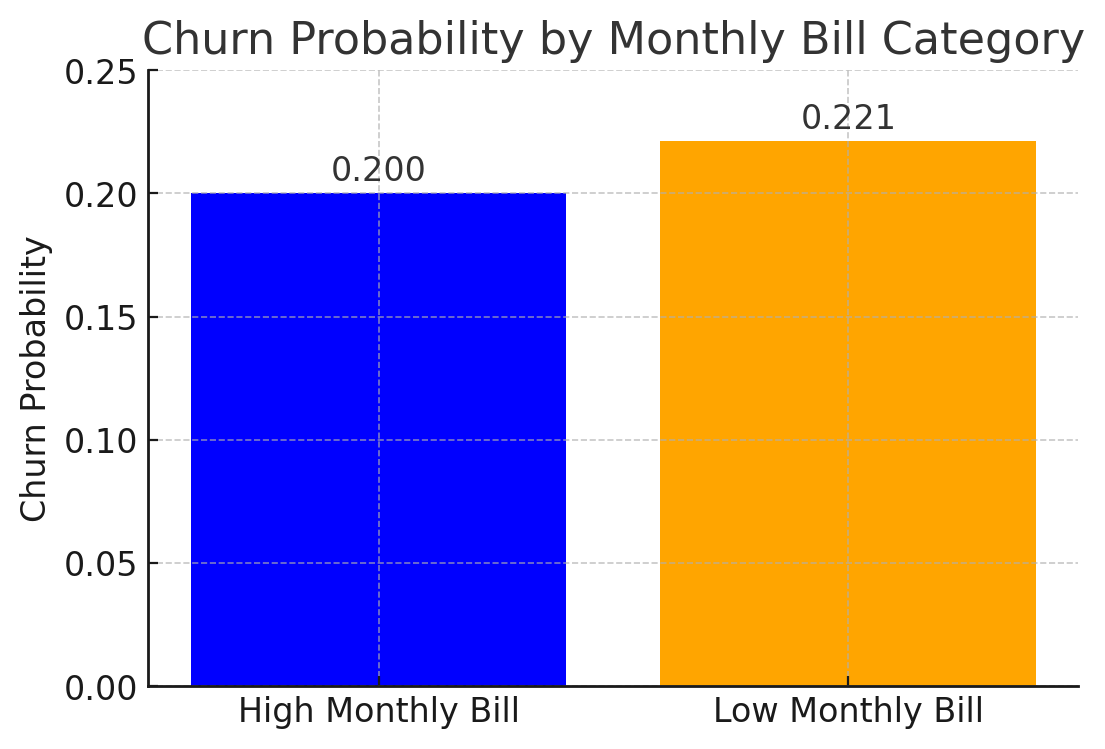 Churn Probability by Monthly Bill Category
Churn Probability
0.25
0.20
0.15
0.10
0.05
0.00
0.200
0.221
High Monthly Bill
Low Monthly Bill